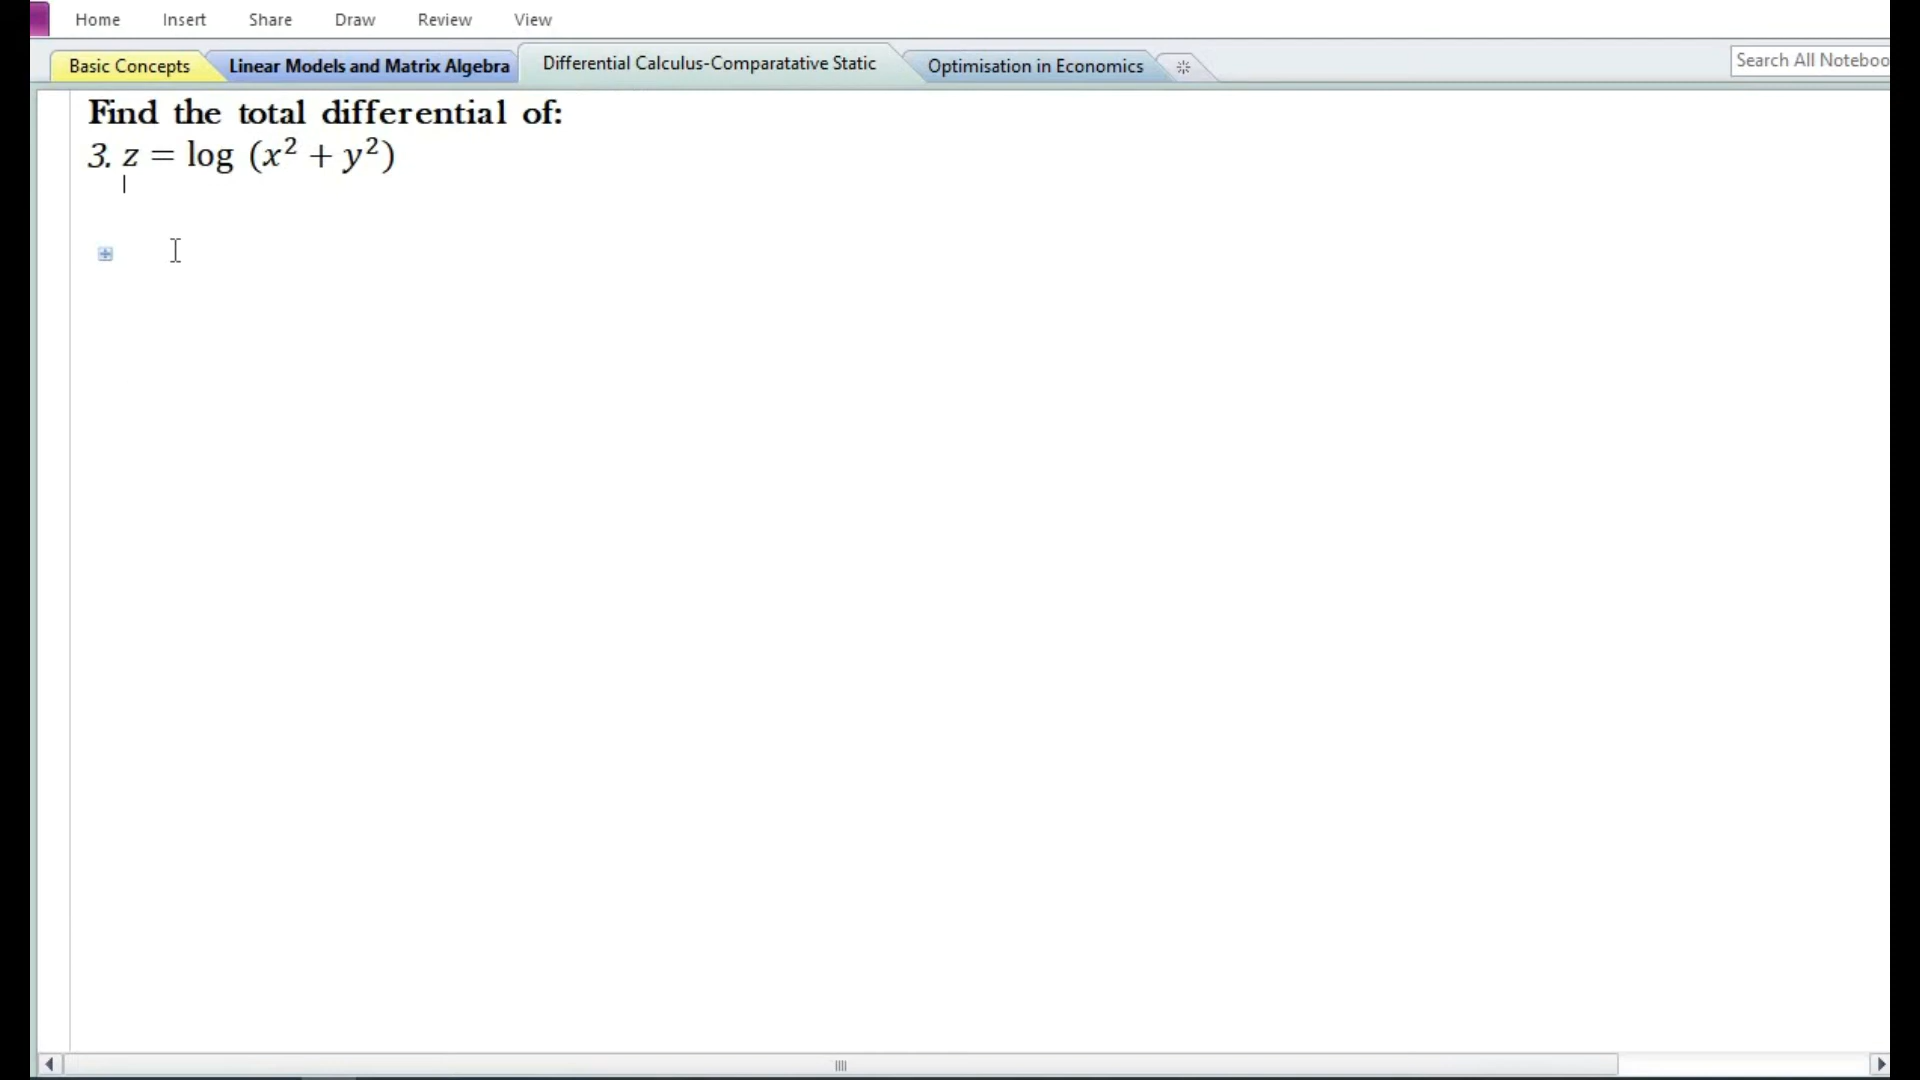 Home Insert Share Draw Review View
Basic Concepts Linear Models and Matrix Algebra Differential Calculus-Comparatative Static Optimisation in Economics Search All Noteboo
Find the total differential of:
3. z = log (x² + y²)